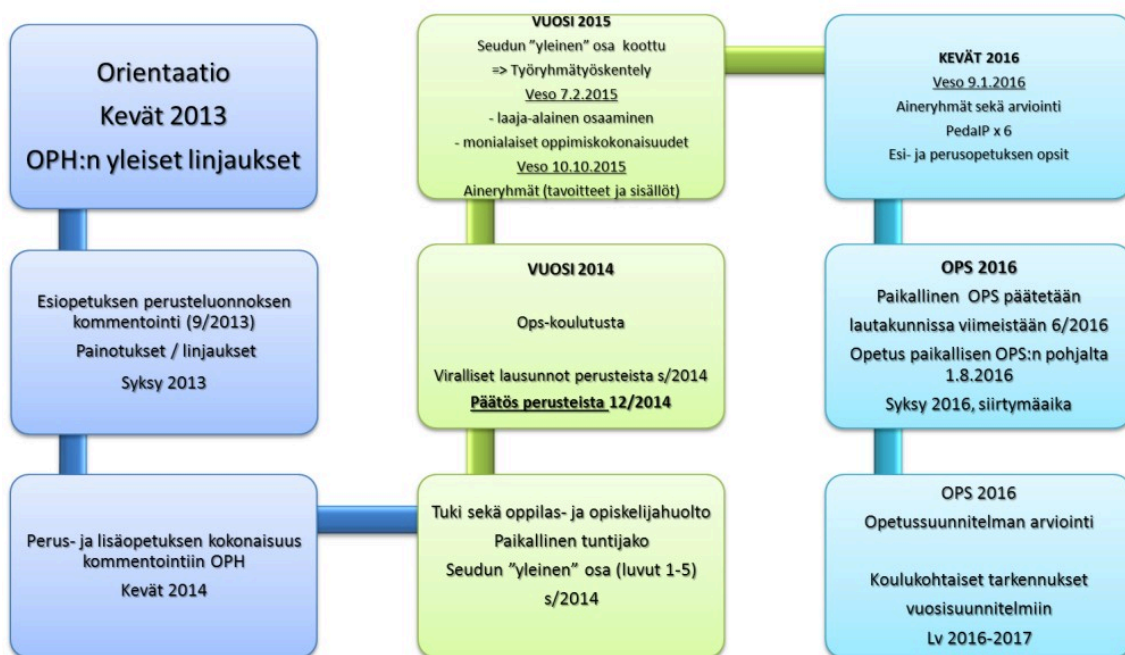 Orientaatio
Kevät 2013
OPH:n yleiset linjaukset
Esiopetuksen perusteluonnoksen
kommentointi (9/2013)
Painotukset / linjaukset
Syksy 2013
Perus- ja lisäopetuksen kokonaisuus
kommentointiin OPH
Kevät 2014
Tuki sekä oppilas- ja opiskelijahuolto
Paikallinen tuntijako
Seudun ”yleinen” osa (luvut 1-5)
s/2014
VUOSI 2014
Ops-koulutusta
Viralliset lausunnot perusteista s/2014
Päätös perusteista 12/2014
VUOSI 2015
Seudun ”yleinen” osa koottu
=> Työryhmätyöskentely
Veso 7.2.2015
- laaja-alainen osaaminen
- monialaiset oppimiskokonaisuudet
Veso 10.10.2015
Aineryhmät (tavoitteet ja sisällöt)
KEVÄT 2016
Veso 9.1.2016
Aineryhmät sekä arviointi
PedaIP x 6
Esi- ja perusopetuksen opsit
OPS 2016
Paikallinen OPS päätetään
lautakunnissa viimeistään 6/2016
Opetus paikallisen OPS:n pohjalta
1.8.2016
Syksy 2016, siirtymäaika
OPS 2016
Opetussuunnitelman arviointi
Koulukohtaiset tarkennukset
vuosisuunnitelmiin
Lv 2016-2017